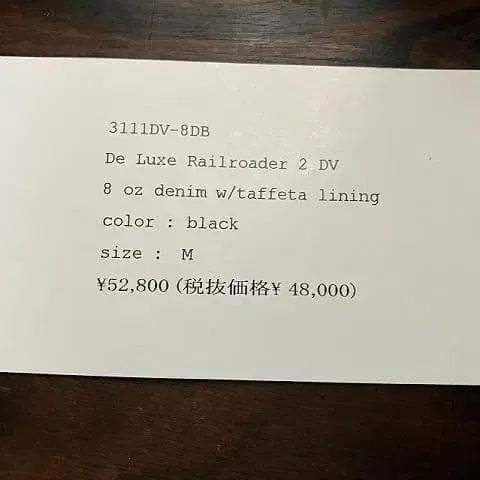 3111DV-8DB
De Luxe Railroader 2 DV
8 oz denim w/taffeta lining
color : black
size : M
¥52,800 (税抜価格¥ 48,000)